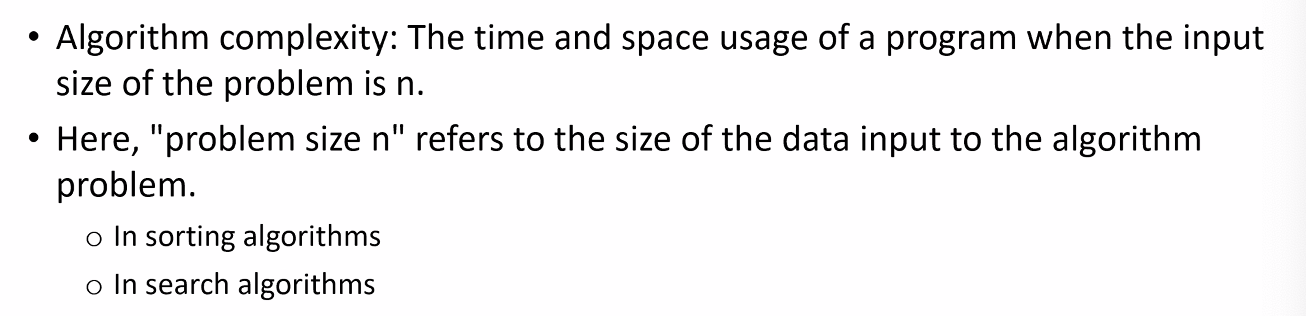 • Algorithm complexity: The time and space usage of a program when the input
size of the problem is n.
• Here, "problem size n" refers to the size of the data input to the algorithm
problem.
o In sorting algorithms
o In search algorithms